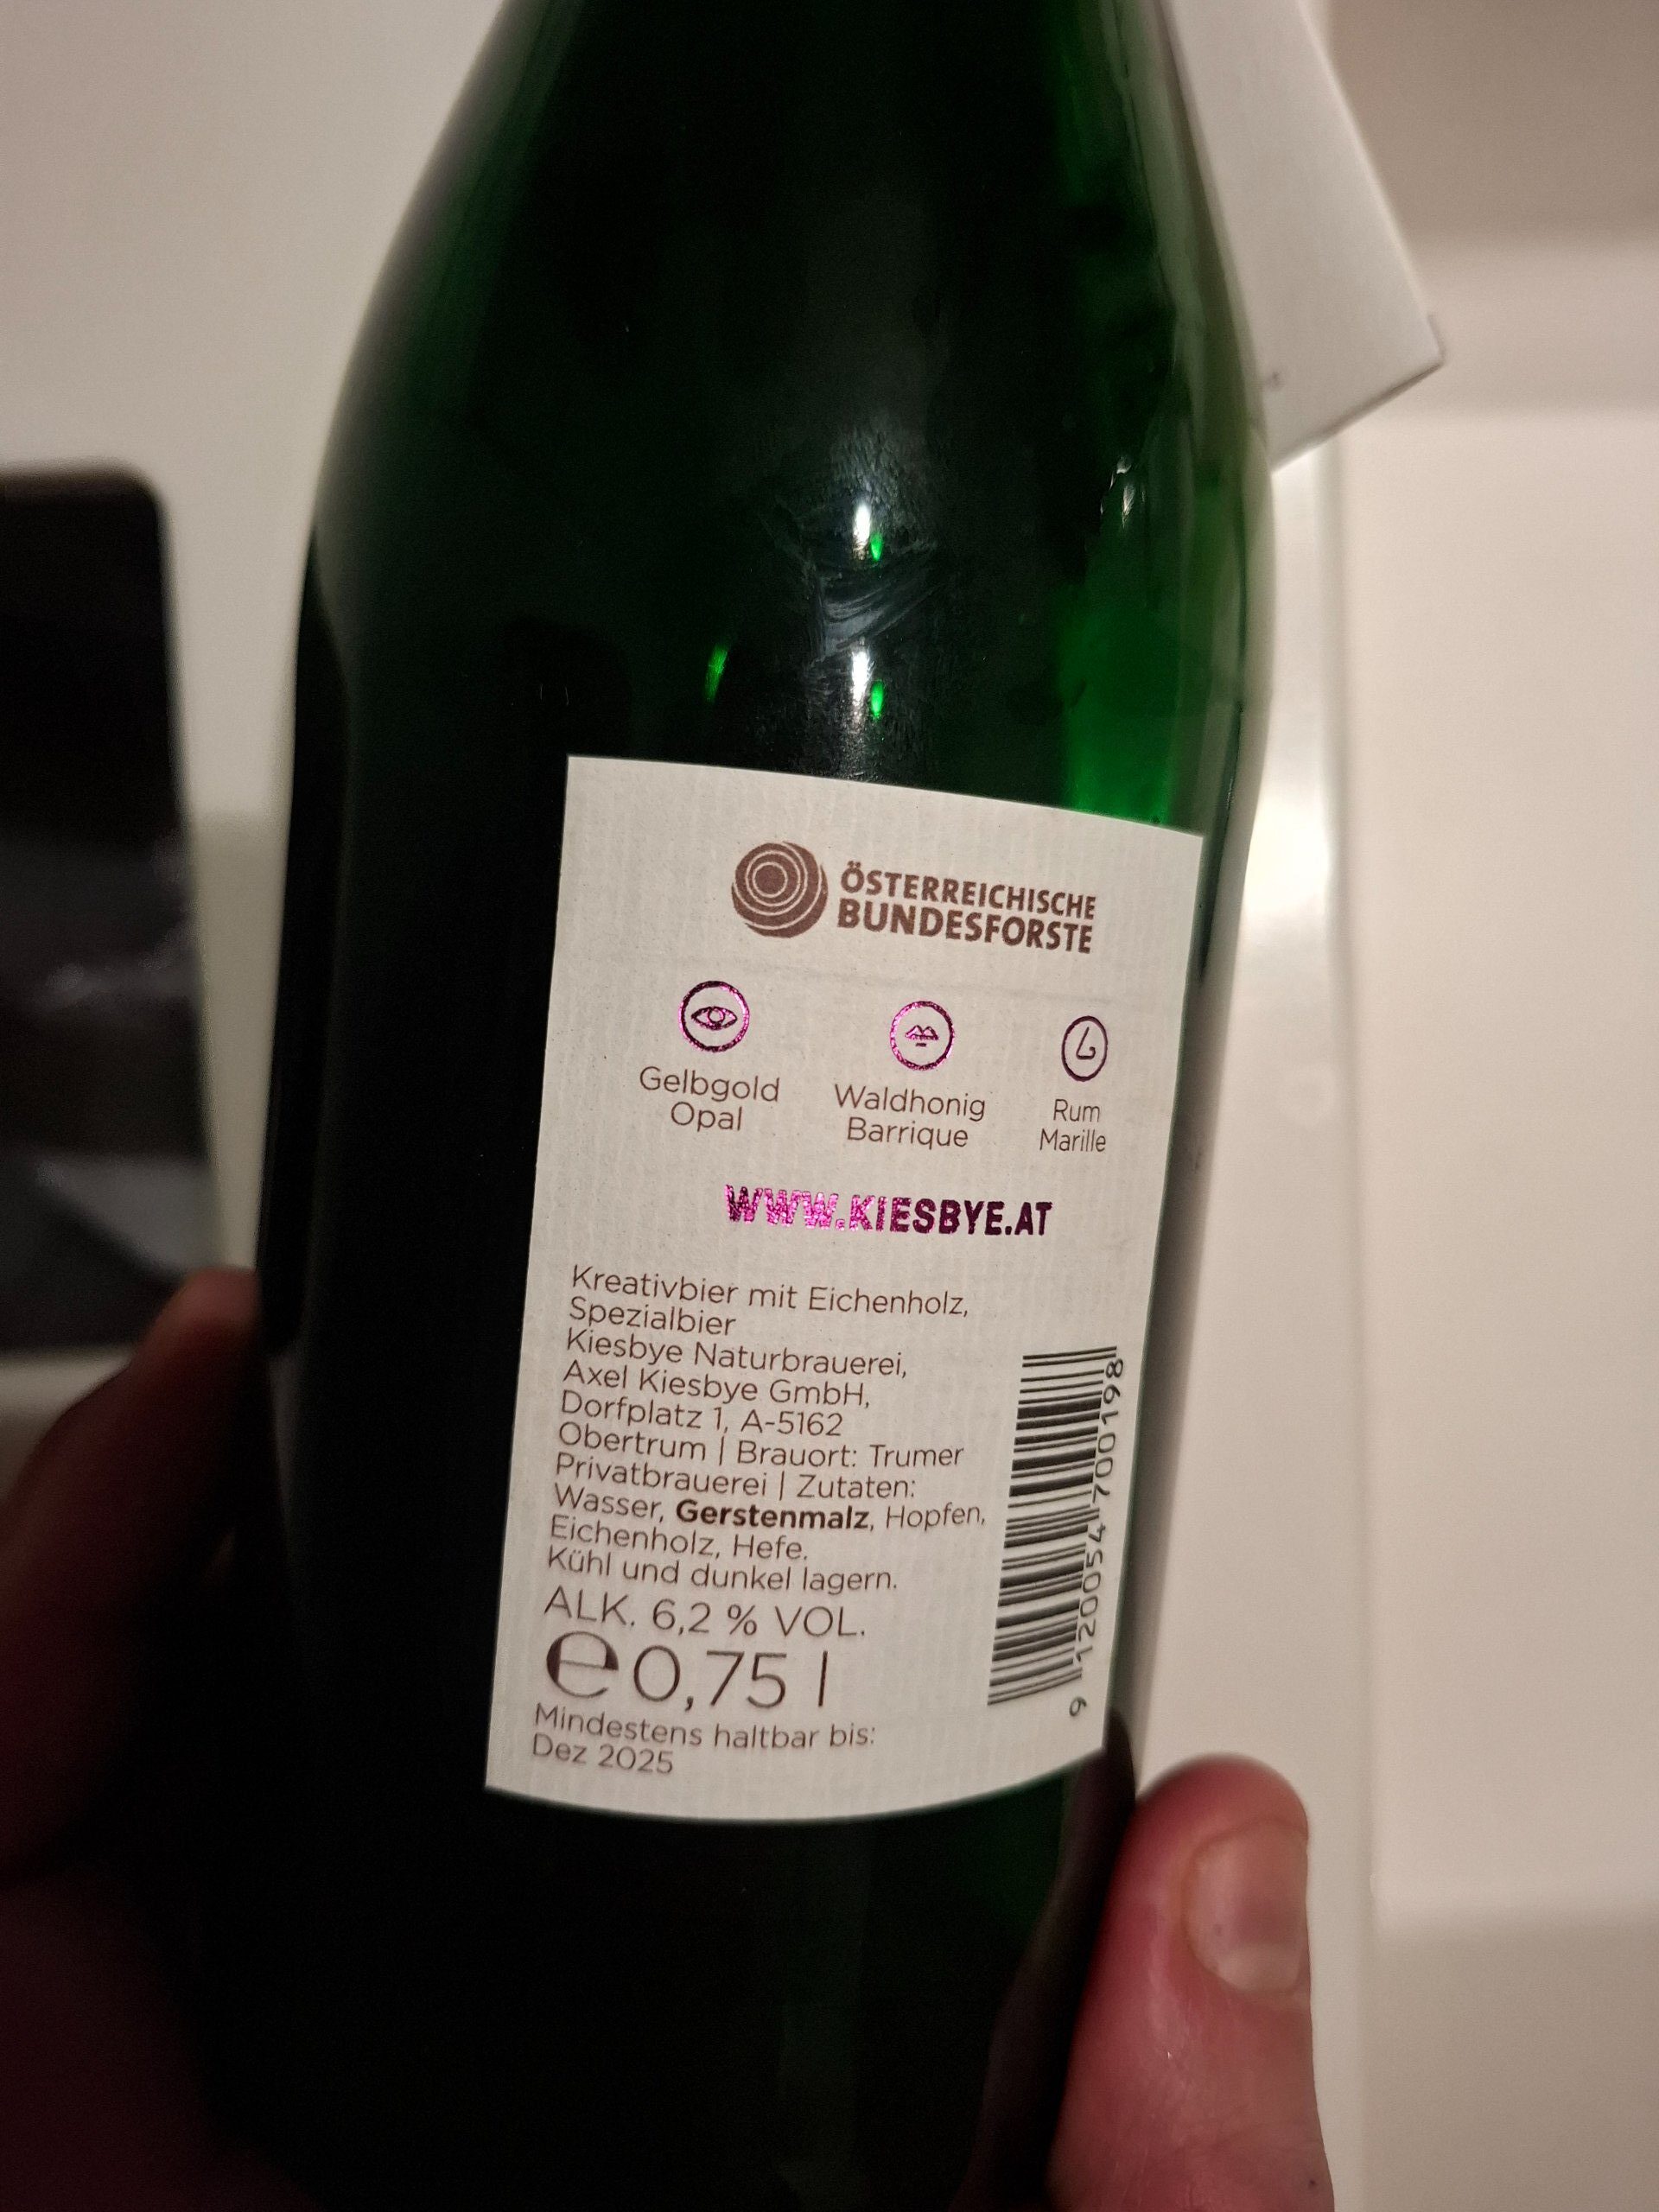 ÖSTERREICHISCHE
BUNDESFORSTE
Gelbgold
Opal
Waldhonig
Barrique
Rum
Marille
WWW.KIESBYE.AT
Kreativbier mit Eichenholz,
Spezialbier
Kiesbye Naturbrauerei,
Axel Kiesbye GmbH,
Dorfplatz 1, A-5162
Obertrum | Brauort: Trumer
Privatbrauerei | Zutaten:
Wasser, Gerstenmalz, Hopfen,
Eichenholz, Hefe.
Kühl und dunkel lagern.
ALK. 6,2 % VOL.
e 0,75 l
Mindestens haltbar bis:
Dez 2025
9 120054 700198